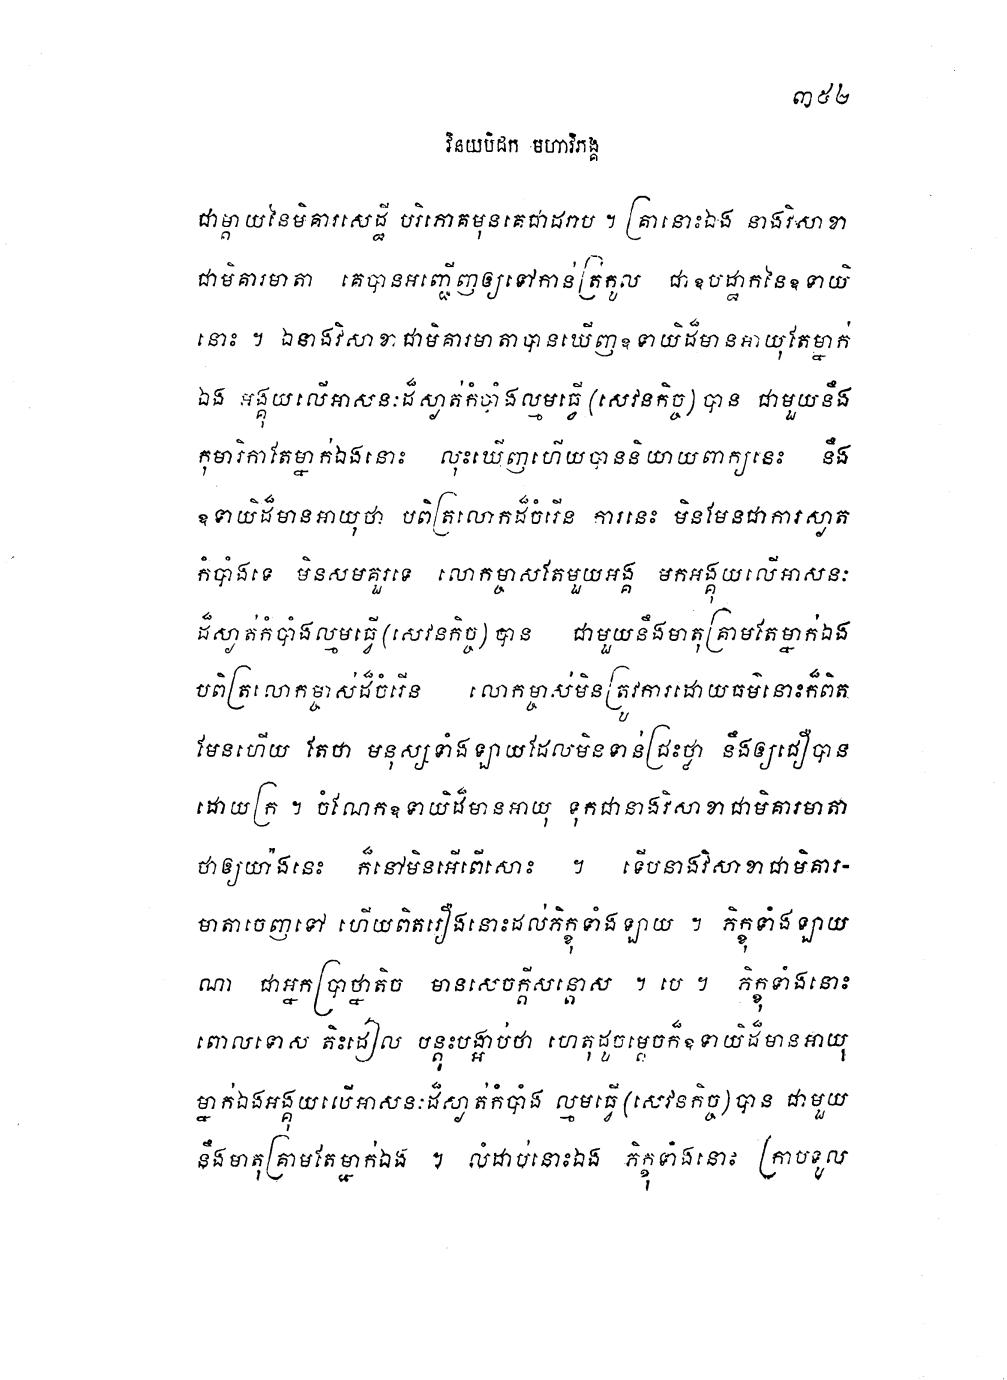 ៣៥២
វិនយបិដក មហាវិភង្គ
ជាម្តាយនៃមិគារសេដ្ឋី បរិភោគមុនគេជាដរាប ។ គ្រានោះឯង នាងវិសាខា
ជាមិគារមាតា គេបានអញ្ជើញឲ្យទៅកាន់ត្រកូល ជាឧបដ្ឋាកនៃឧទាយិ
នោះ ។ ឯនាងវិសាខាជាមិគារមាតាបានឃើញឧទាយិដ៏មានអាយុតែម្នាក់
ឯង អង្គុយលើអាសនៈដ៏ស្ងាត់កំបាំងល្មមធ្វើ(សេវនកិច្ច)បាន ជាមួយនឹង
កុមារិកាតែម្នាក់ឯងនោះ លុះឃើញហើយបាននិយាយពាក្យនេះ នឹង
ឧទាយិដ៏មានអាយុថា បពិត្រលោកដ៏ចំរើន ការនេះ មិនមែនជាការស្ងាត
កំបាំងទេ មិនសមគួរទេ លោកម្ចាស់តែមួយអង្គ មកអង្គុយលើអាសនៈ
ដ៏ស្ងាត់កំបាំងល្មមធ្វើ(សេវនកិច្ច)បាន ជាមួយនឹងមាតុគ្រាមតែម្នាក់ឯង
បពិត្រលោកម្ចាស់ដ៏ចំរើន លោកម្ចាស់មិនត្រូវការដោយធម៌នោះក៏ពិត
មែនហើយ តែថា មនុស្សទាំងឡាយដែលមិនទាន់ជ្រះថ្លា នឹងឲ្យជឿបាន
ដោយក្រ ។ ចំណែកឧទាយិដ៏មានអាយុ ទុកជានាងវិសាខាជាមិគារមាតា
ថាឲ្យយ៉ាងនេះ ក៏នៅមិនអើពើសោះ ។ ទើបនាងវិសាខាជាមិគារ-
មាតាចេញទៅ ហើយពិតរឿងនោះដល់ភិក្ខុទាំងឡាយ ។ ភិក្ខុទាំងឡាយ
ណា ជាអ្នកប្រាថ្នាតិច មានសេចក្តីសន្តោស ។ បេ ។ ភិក្ខុទាំងនោះ
ពោលទោស តិះដៀល បន្តុះបង្អាប់ថា ហេតុដូចម្តេចក៏ឧទាយិដ៏មានអាយុ
ម្នាក់ឯងអង្គុយលើអាសនៈដ៏ស្ងាត់កំបាំង ល្មមធ្វើ(សេវនកិច្ច)បាន ជាមួយ
នឹងមាតុគ្រាមតែម្នាក់ឯង ។ លំដាប់នោះឯង ភិក្ខុទាំងនោះ ក្រាបទូល